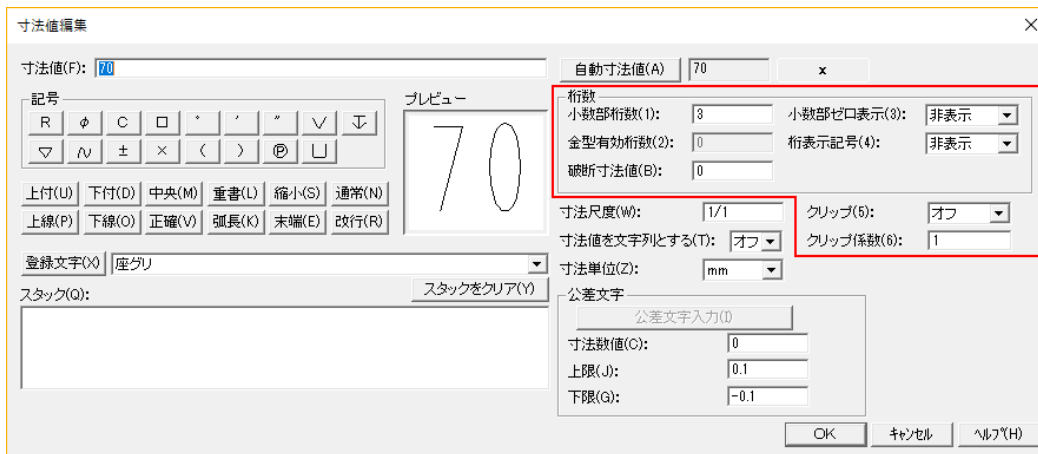 寸法値編集
寸法値(F): 70
自動寸法値(A) 70 x
記号
R φ C □ ° ′ ″ ∨ ↧
▽ ∿ ± × ( ) Ⓟ ⊔
プレビュー
70
上付(U) 下付(D) 中央(M) 重書(L) 縮小(S) 通常(N)
上線(P) 下線(O) 正確(V) 弧長(K) 末端(E) 改行(R)
登録文字(X) 座グリ
スタック(Q): スタックをクリア(Y)
桁数
小数部桁数(1): 3 小数部ゼロ表示(3): 非表示
金型有効桁数(2): 0 桁表示記号(4): 非表示
破断寸法値(B): 0
寸法尺度(W): 1/1 クリップ(5): オフ
寸法値を文字列とする(T): オフ クリップ係数(6): 1
寸法単位(Z): mm
公差文字
公差文字入力(I)
寸法数値(C): 0
上限(J): 0.1
下限(G): -0.1
OK キャンセル ヘルプ(H)